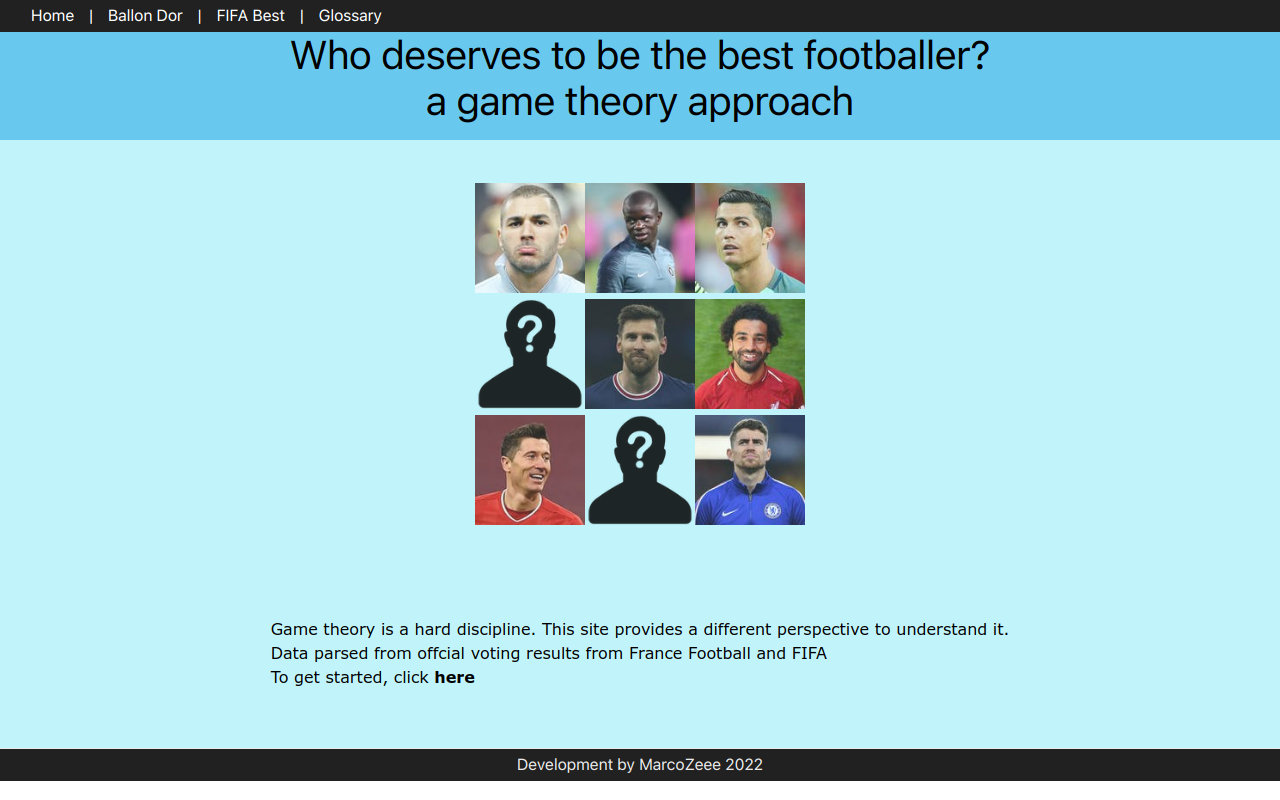 Home | Ballon Dor | FIFA Best | Glossary
Who deserves to be the best footballer?
a game theory approach
?
?
Game theory is a hard discipline. This site provides a different perspective to understand it.
Data parsed from offcial voting results from France Football and FIFA
To get started, click here
Development by MarcoZeee 2022